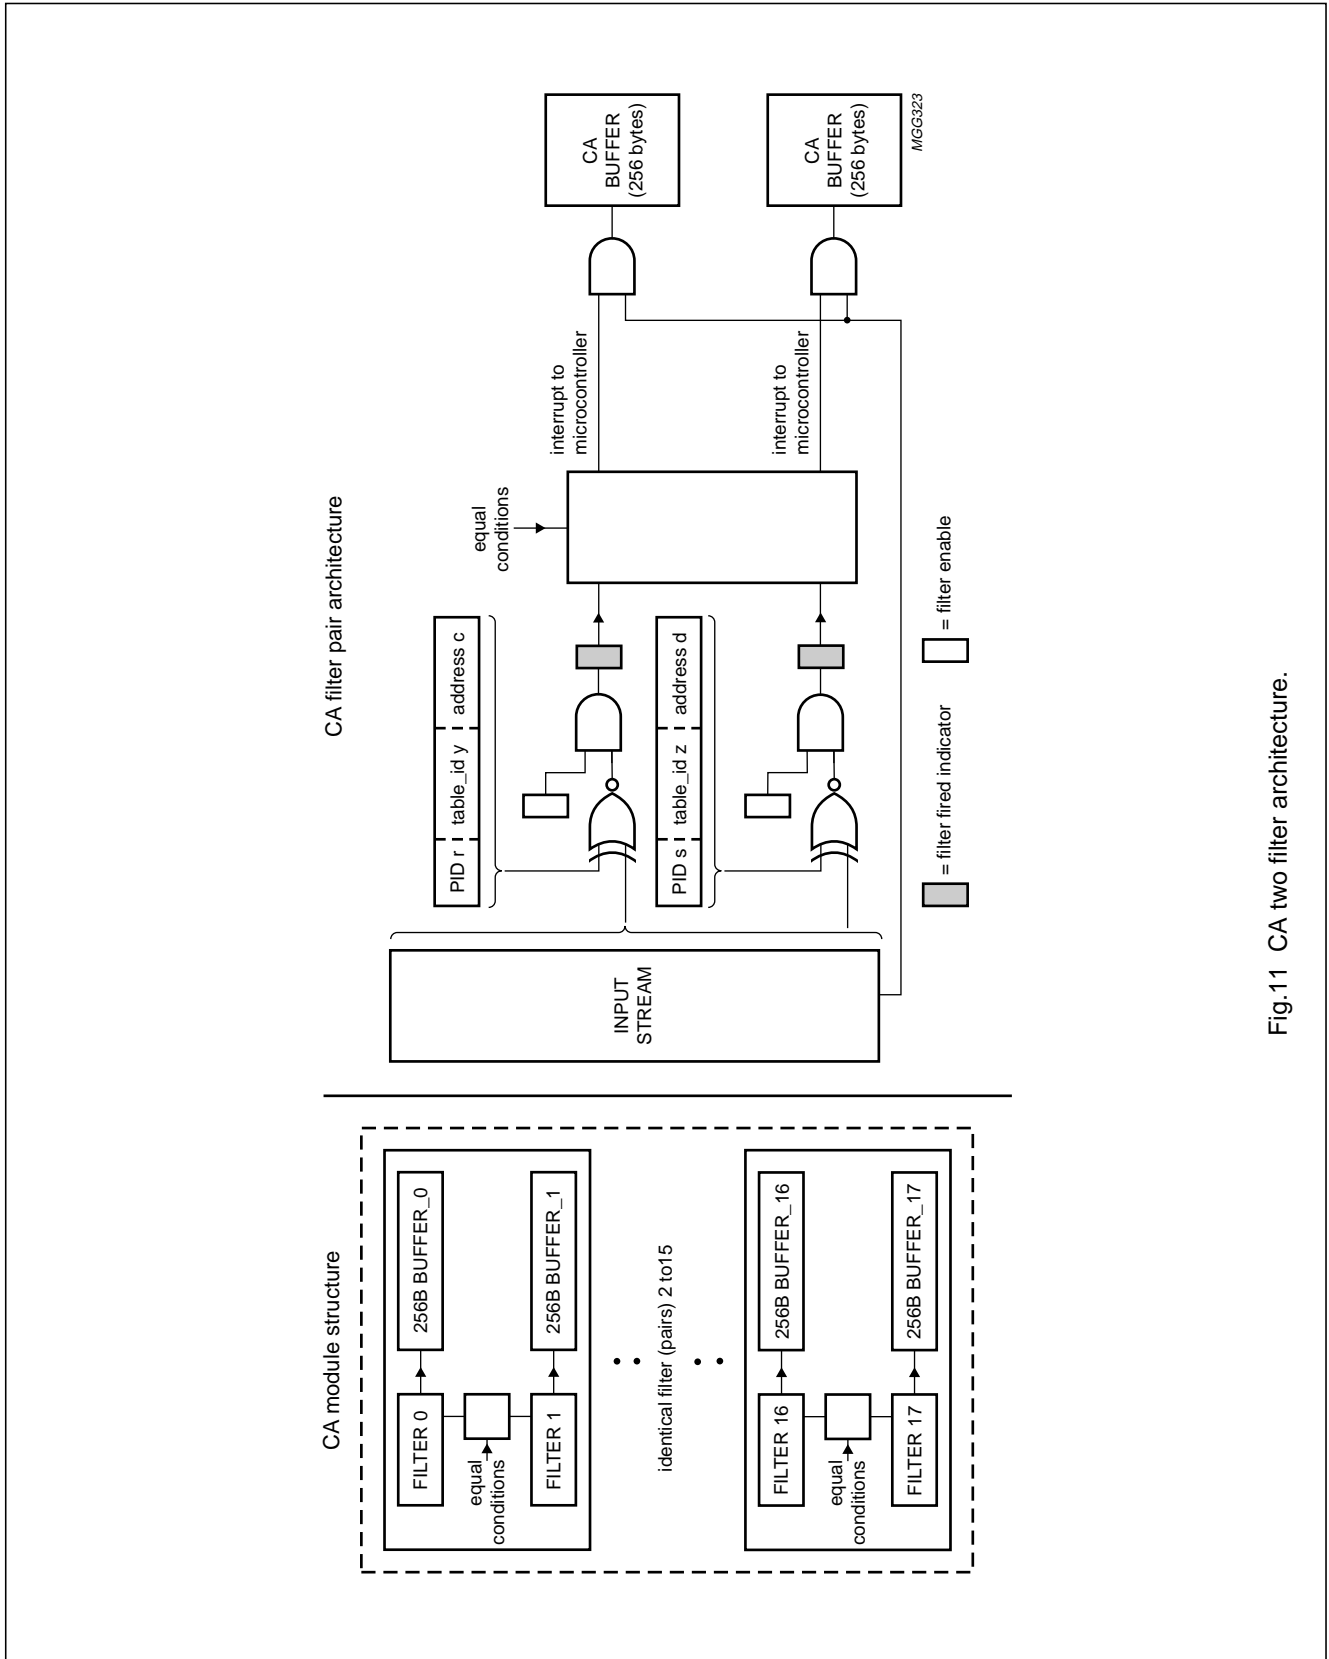 CA module structure
FILTER 0
256B BUFFER_0
equal
conditions
FILTER 1
256B BUFFER_1
identical filter (pairs) 2 to15
FILTER 16
256B BUFFER_16
equal
conditions
FILTER 17
256B BUFFER_17
CA filter pair architecture
INPUT
STREAM
PID r
table_id y
address c
equal
conditions
interrupt to
microcontroller
CA
BUFFER
(256 bytes)
PID s
table_id z
address d
interrupt to
microcontroller
CA
BUFFER
(256 bytes)
= filter fired indicator
= filter enable
MGG323
Fig.11 CA two filter architecture.